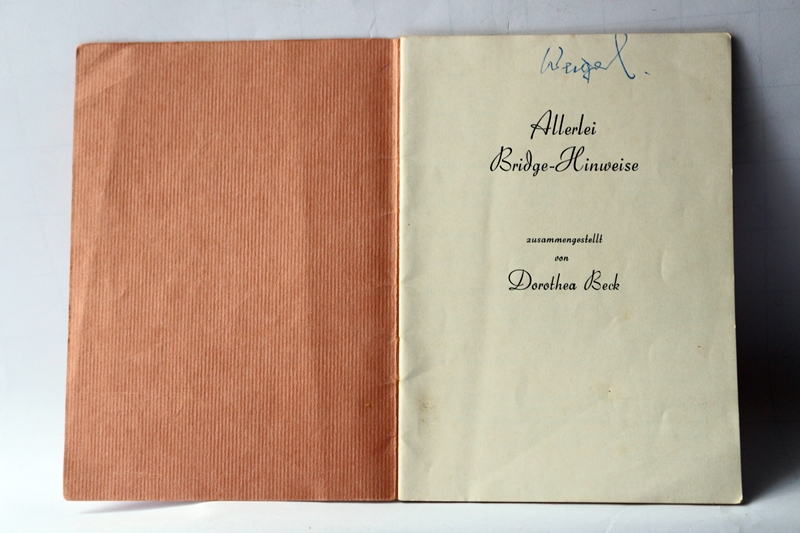 Weigel.
Allerlei
Bridge-Hinweise
zusammengestellt
von
Dorothea Beck